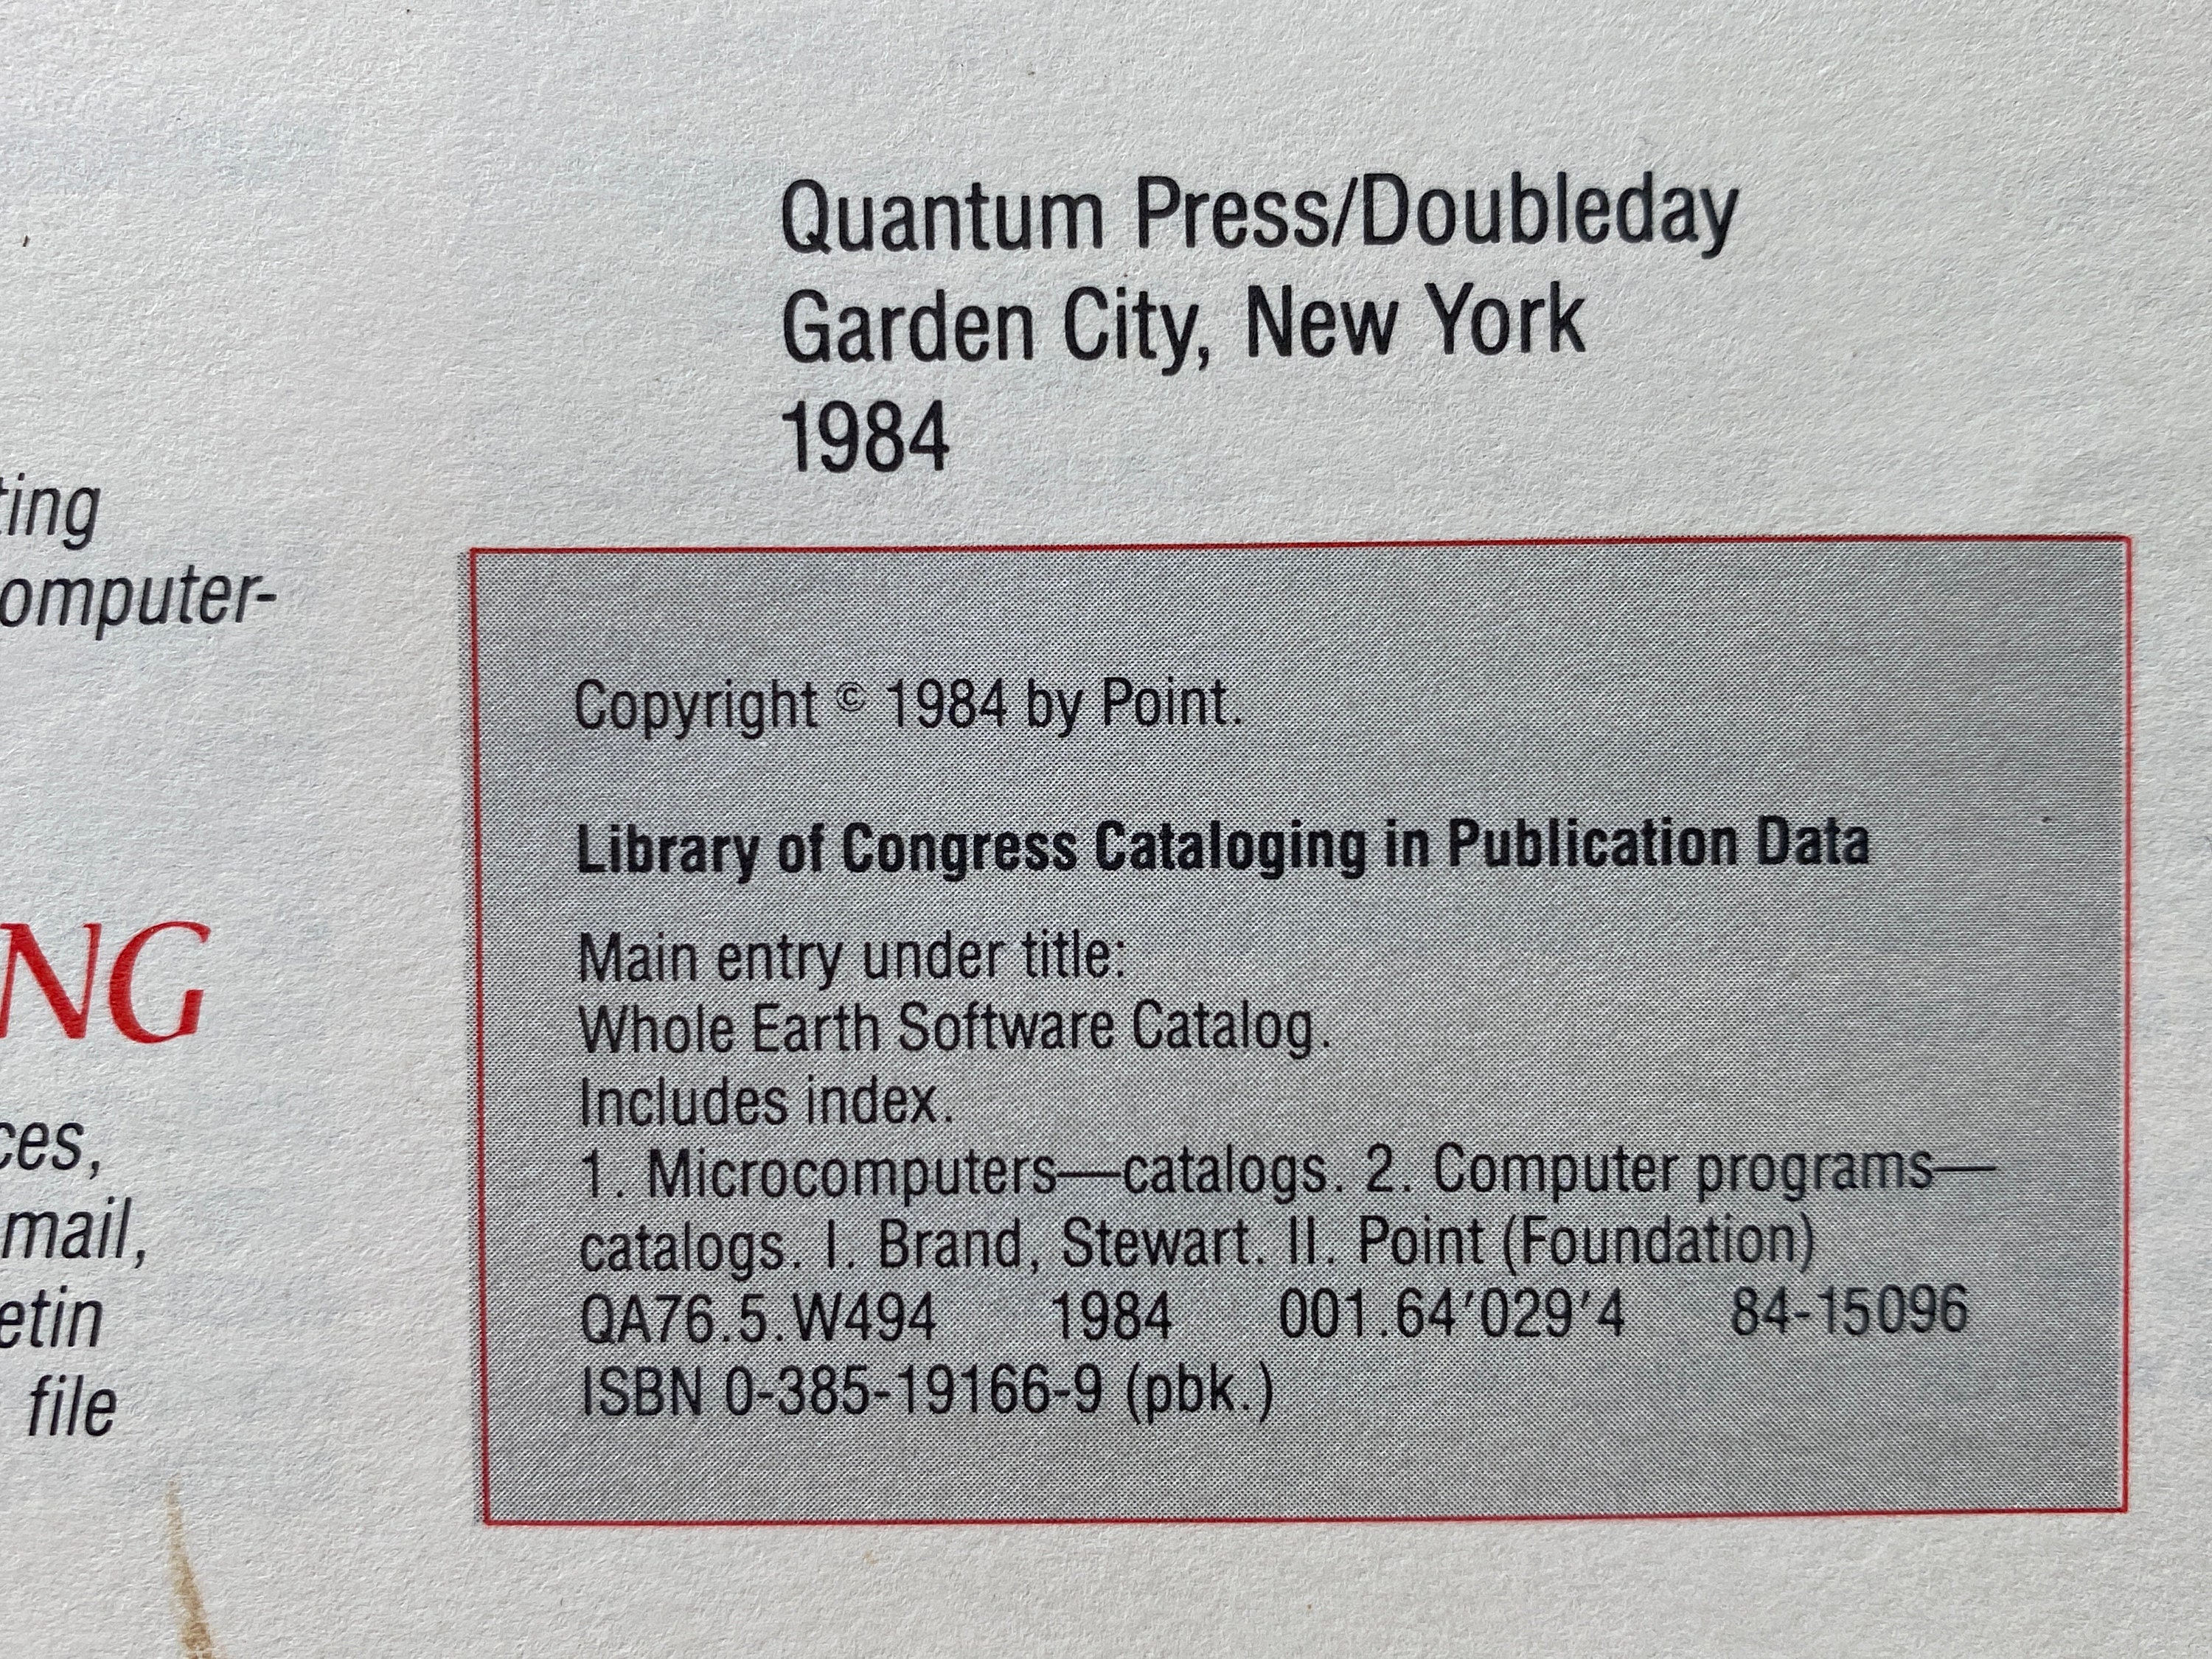 Quantum Press/Doubleday
Garden City, New York
1984
ting
omputer-
NG
ces,
mail,
etin
file
Copyright © 1984 by Point.
Library of Congress Cataloging in Publication Data
Main entry under title:
Whole Earth Software Catalog.
Includes index.
1. Microcomputers—catalogs. 2. Computer programs—
catalogs. I. Brand, Stewart. II. Point (Foundation)
QA76.5.W494 1984 001.64′029′4 84-15096
ISBN 0-385-19166-9 (pbk.)